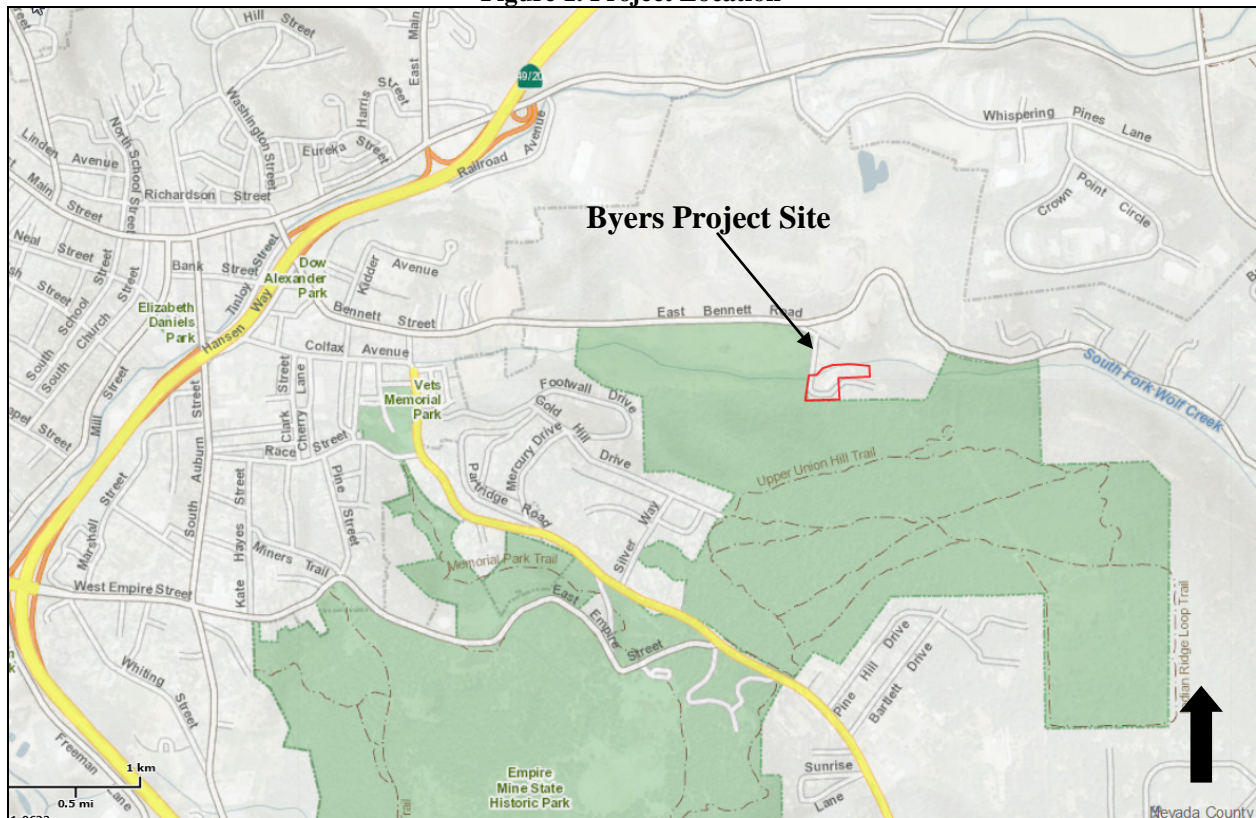 Hill Street
Street
East Main
49/20
Washington Street
Harris
North School Street
Eureka Street
Railroad Avenue
Linden Avenue
Richardson Street
Main Street
Whispering Pines Lane
Crown Point Circle
Byers Project Site
Neal Street
Bank Street
Tinloy Street
Dow
Alexander
Park
Kidder Avenue
Elizabeth
Daniels
Park
Hansen Way
Bennett Street
East Bennett Road
South School Street
South Church Street
Mill Street
Colfax Avenue
South Fork Wolf Creek
Clark Street
Cherry Lane
Vets
Memorial
Park
Footwall Drive
Gold Hill Drive
Mercury Drive
Race Street
South Auburn Street
Pine Street
Partridge Road
Upper Union Hill Trail
Marshall Street
Kate Hayes Street
Miners Trail
Silver Way
Memorial Park Trail
West Empire Street
East Empire Street
Whiting Street
Pine Hill Drive
Bartlett Drive
dian Ridge Loop Trail
Freeman Lane
1 km
0.5 mi
Trail
Empire
Mine State
Historic Park
Sunrise Lane
Nevada County